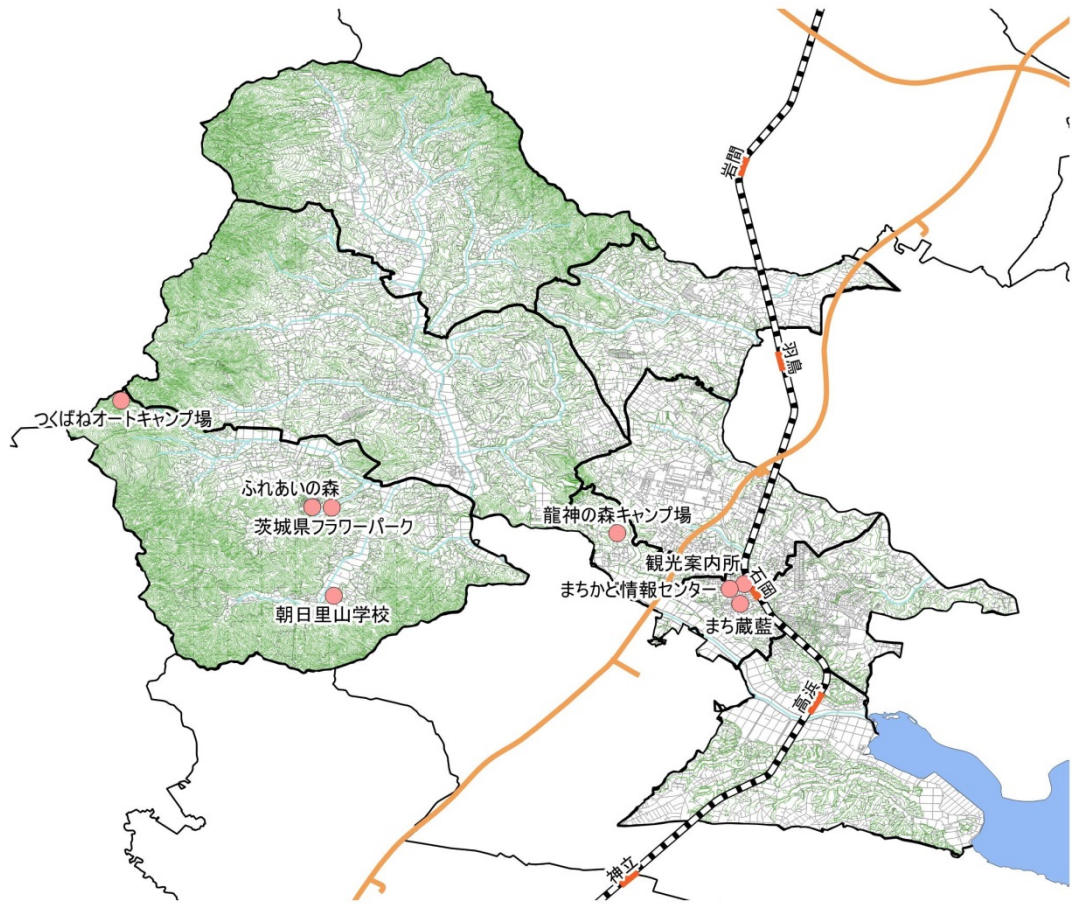 岩間
羽鳥
つくばねオートキャンプ場
ふれあいの森
茨城県フラワーパーク
龍神の森キャンプ場
観光案内所
まちかど情報センター
石岡
朝日里山学校
まち蔵藍
高浜
神立